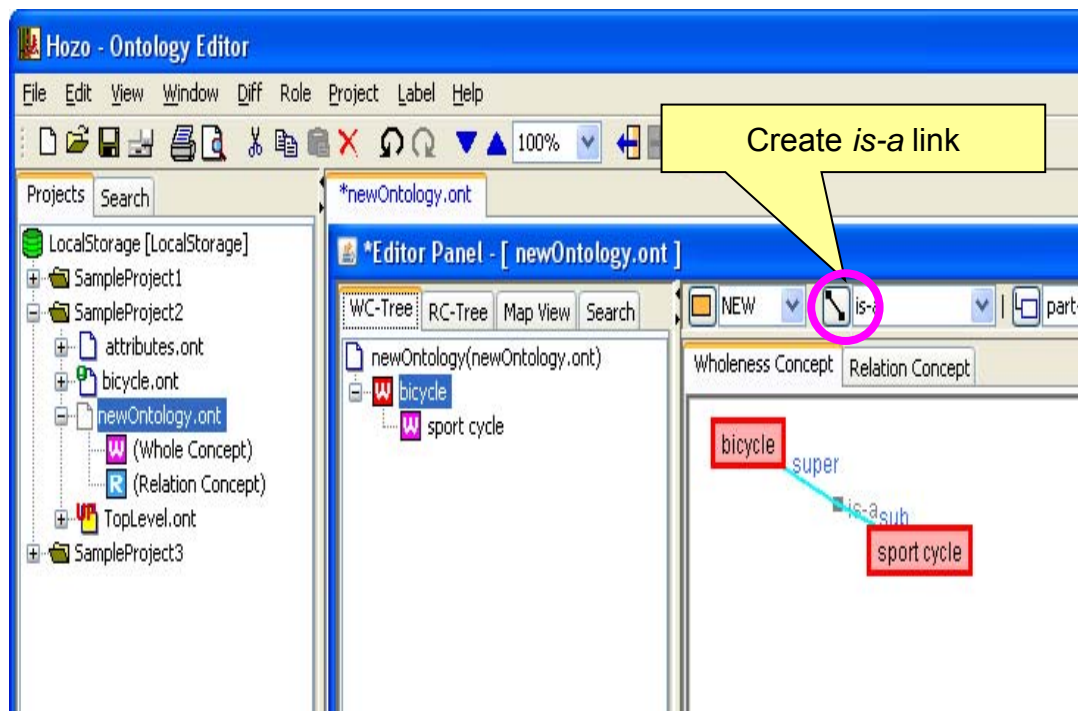 Hozo - Ontology Editor
File Edit View Window Diff Role Project Label Help
Create is-a link
100%
Projects Search
*newOntology.ont
LocalStorage [LocalStorage]
SampleProject1
SampleProject2
attributes.ont
bicycle.ont
newOntology.ont
W (Whole Concept)
R (Relation Concept)
UP TopLevel.ont
SampleProject3
*Editor Panel - [ newOntology.ont ]
WC-Tree RC-Tree Map View Search
newOntology(newOntology.ont)
W bicycle
W sport cycle
NEW is-a part-
Wholeness Concept Relation Concept
bicycle
super
is-a
sub
sport cycle